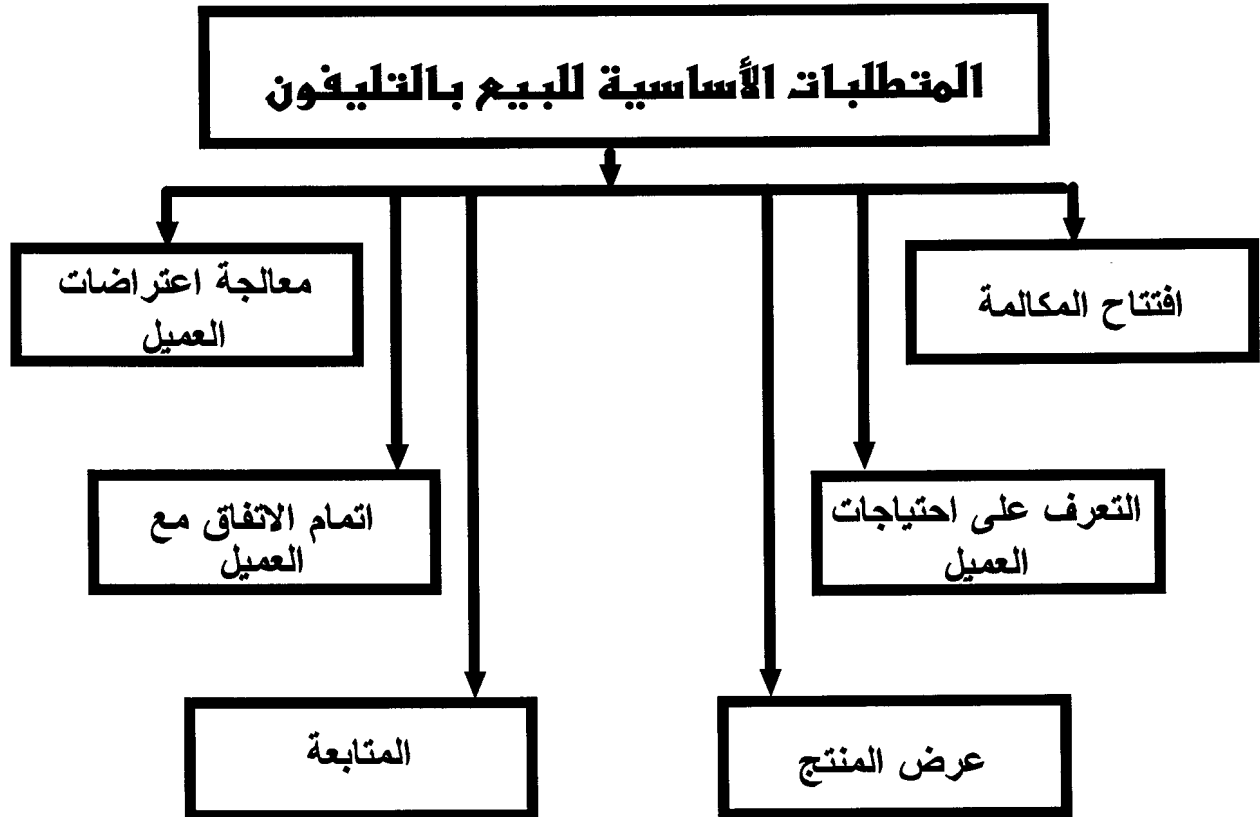 المتطلبات الأساسية للبيع بالتليفون
افتتاح المكالمة
معالجة اعتراضات
العميل
التعرف على احتياجات
العميل
اتمام الاتفاق مع
العميل
عرض المنتج
المتابعة